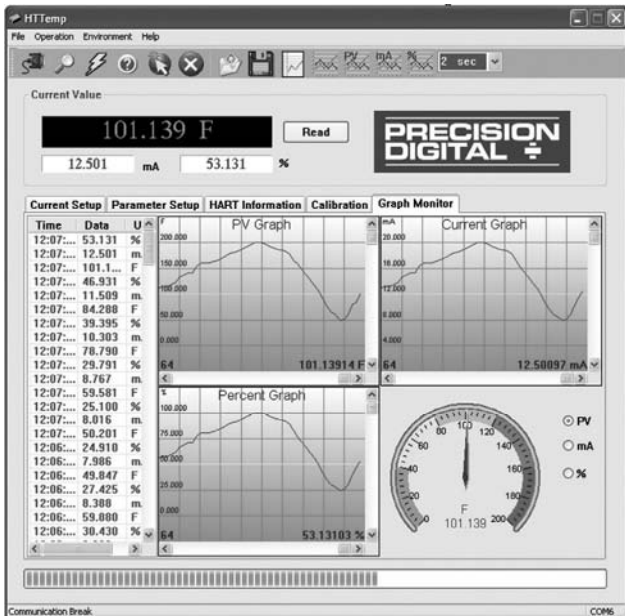 HTTemp
File Operation Environment Help
PV mA % 2 sec
Current Value
101.139 F
Read
12.501 mA 53.131 %
PRECISION
DIGITAL
Current Setup Parameter Setup HART Information Calibration Graph Monitor
Time Data U
12:07:... 53.131 %
12:07:... 12.501 m.
12:07:... 101.1... F
12:07:... 46.931 %
12:07:... 11.509 m.
12:07:... 84.288 F
12:07:... 39.395 %
12:07:... 10.303 m.
12:07:... 78.790 F
12:07:... 29.791 %
12:07:... 8.767 m.
12:07:... 59.581 F
12:07:... 25.100 %
12:07:... 8.016 m.
12:07:... 50.201 F
12:06:... 24.910 %
12:06:... 7.986 m.
12:06:... 49.847 F
12:06:... 27.425 %
12:06:... 8.388 m.
12:06:... 59.880 F
12:06:... 30.430 %
F PV Graph
200.000
150.000
100.000
50.000
0.000
64 101.13914 F
mA Current Graph
20.000
16.000
12.000
8.000
4.000
64 12.50097 mA
% Percent Graph
100.000
75.000
50.000
25.000
0.000
64 53.13103 %
0 20 40 60 80 100 120 140 160 180 200
F
101.139
PV
mA
%
Communication Break COM6